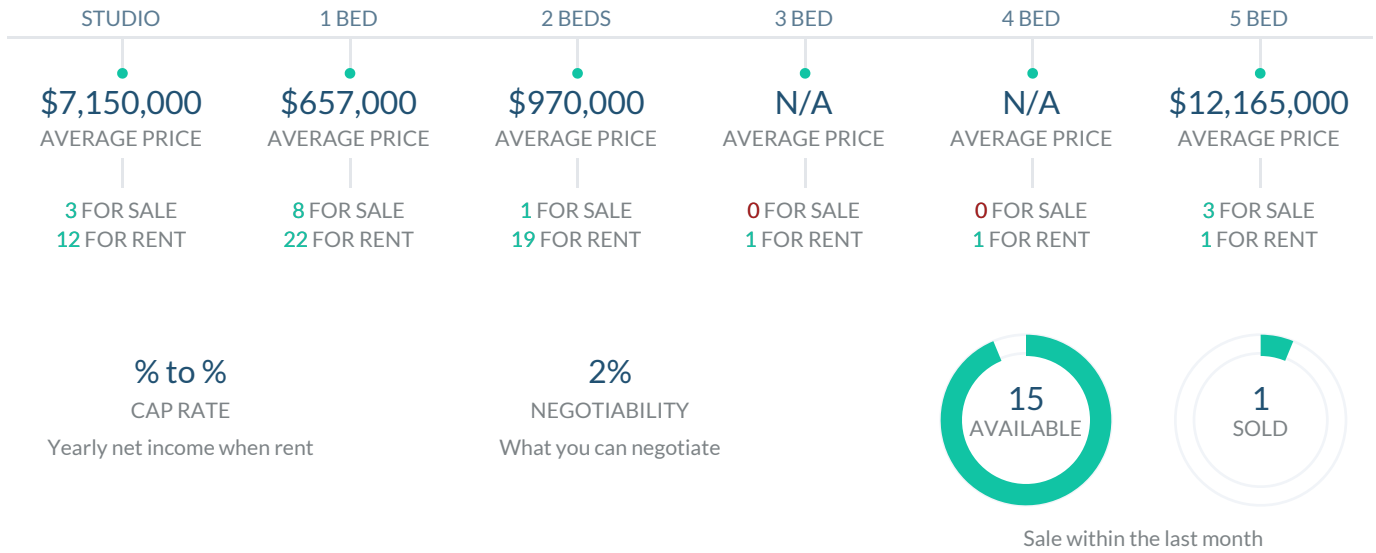 STUDIO 1 BED 2 BEDS 3 BED 4 BED 5 BED
$7,150,000 $657,000 $970,000 N/A N/A $12,165,000
AVERAGE PRICE AVERAGE PRICE AVERAGE PRICE AVERAGE PRICE AVERAGE PRICE AVERAGE PRICE
3 FOR SALE 8 FOR SALE 1 FOR SALE 0 FOR SALE 0 FOR SALE 3 FOR SALE
12 FOR RENT 22 FOR RENT 19 FOR RENT 1 FOR RENT 1 FOR RENT 1 FOR RENT
% to %
CAP RATE
Yearly net income when rent
2%
NEGOTIABILITY
What you can negotiate
15
AVAILABLE
1
SOLD
Sale within the last month